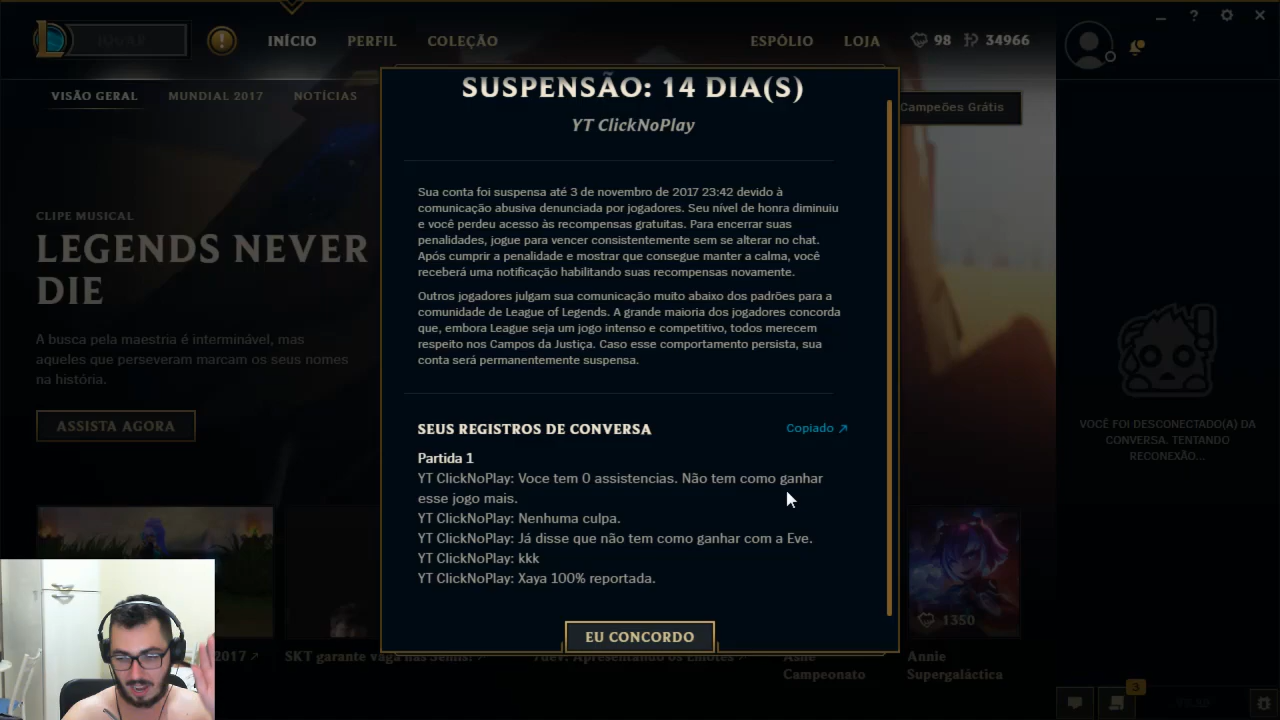 JOGAR
INÍCIO
PERFIL
COLEÇÃO
ESPÓLIO
LOJA
98
34966
VISÃO GERAL
MUNDIAL 2017
NOTÍCIAS
Campeões Grátis
CLIPE MUSICAL
LEGENDS NEVER
DIE
A busca pela maestria é interminável, mas
aqueles que perseveram marcam os seus nomes
na história.
ASSISTA AGORA
SUSPENSÃO: 14 DIA(S)
YT ClickNoPlay
Sua conta foi suspensa até 3 de novembro de 2017 23:42 devido à
comunicação abusiva denunciada por jogadores. Seu nível de honra diminuiu
e você perdeu acesso às recompensas gratuitas. Para encerrar suas
penalidades, jogue para vencer consistentemente sem se alterar no chat.
Após cumprir a penalidade e mostrar que consegue manter a calma, você
receberá uma notificação habilitando suas recompensas novamente.
Outros jogadores julgam sua comunicação muito abaixo dos padrões para a
comunidade de League of Legends. A grande maioria dos jogadores concorda
que, embora League seja um jogo intenso e competitivo, todos merecem
respeito nos Campos da Justiça. Caso esse comportamento persista, sua
conta será permanentemente suspensa.
SEUS REGISTROS DE CONVERSA
Copiado
Partida 1
YT ClickNoPlay: Voce tem 0 assistencias. Não tem como ganhar
esse jogo mais.
YT ClickNoPlay: Nenhuma culpa.
YT ClickNoPlay: Já disse que não tem como ganhar com a Eve.
YT ClickNoPlay: kkk
YT ClickNoPlay: Xaya 100% reportada.
EU CONCORDO
VOCÊ FOI DESCONECTADO(A) DA
CONVERSA. TENTANDO
RECONEXÃO...
1350
2017
SKT garante vaga nas Semis!
7dev: Apresentando os Emotes
Ashe
Campeonato
Annie
Supergaláctica
3